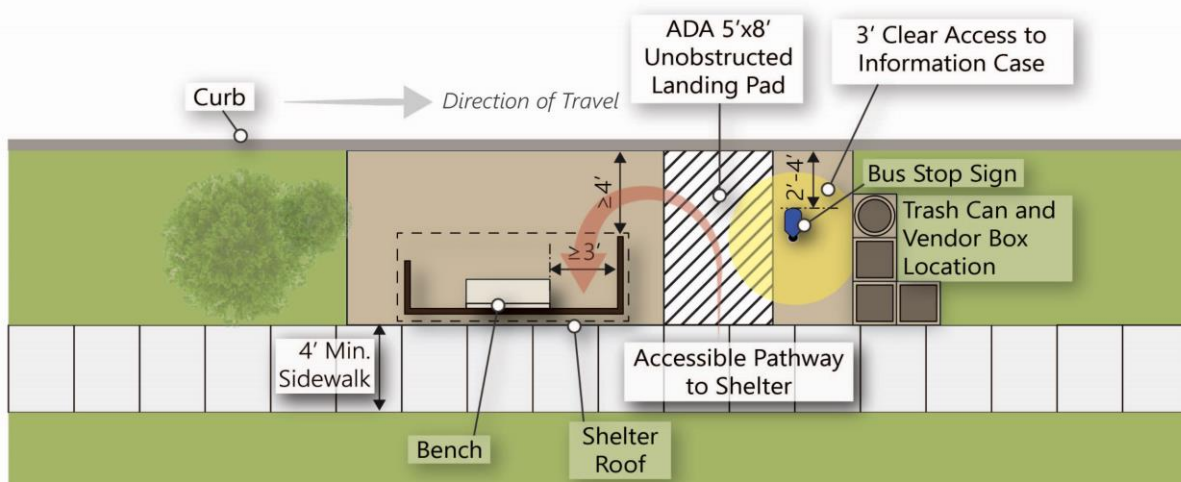 ADA 5'x8'
Unobstructed
Landing Pad
3' Clear Access to
Information Case
Curb
Direction of Travel
≥4'
2'-4'
Bus Stop Sign
≥3'
Trash Can and
Vendor Box
Location
4' Min.
Sidewalk
Accessible Pathway
to Shelter
Bench
Shelter
Roof